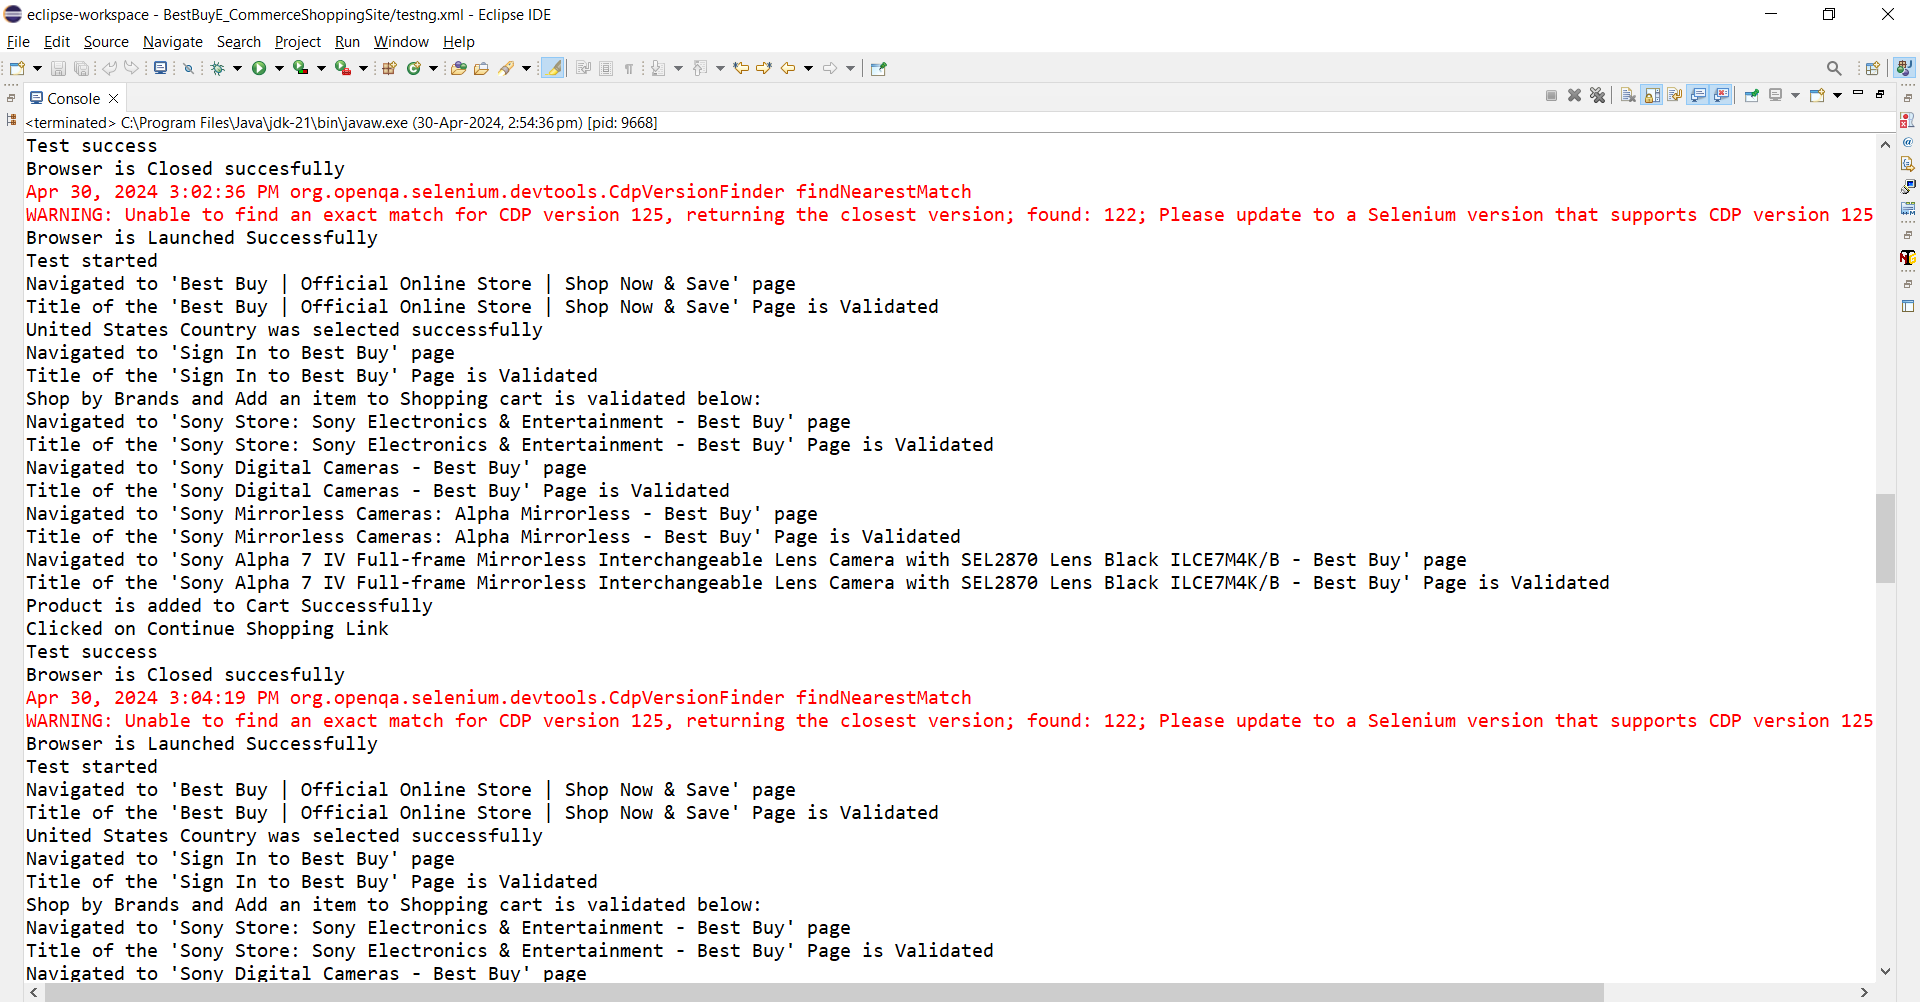 eclipse-workspace - BestBuyE_CommerceShoppingSite/testng.xml - Eclipse IDE
File Edit Source Navigate Search Project Run Window Help
Console
<terminated> C:\Program Files\Java\jdk-21\bin\javaw.exe (30-Apr-2024, 2:54:36 pm) [pid: 9668]
Test success
Browser is Closed succesfully
Apr 30, 2024 3:02:36 PM org.openqa.selenium.devtools.CdpVersionFinder findNearestMatch
WARNING: Unable to find an exact match for CDP version 125, returning the closest version; found: 122; Please update to a Selenium version that supports CDP version 125
Browser is Launched Successfully
Test started
Navigated to 'Best Buy | Official Online Store | Shop Now & Save' page
Title of the 'Best Buy | Official Online Store | Shop Now & Save' Page is Validated
United States Country was selected successfully
Navigated to 'Sign In to Best Buy' page
Title of the 'Sign In to Best Buy' Page is Validated
Shop by Brands and Add an item to Shopping cart is validated below:
Navigated to 'Sony Store: Sony Electronics & Entertainment - Best Buy' page
Title of the 'Sony Store: Sony Electronics & Entertainment - Best Buy' Page is Validated
Navigated to 'Sony Digital Cameras - Best Buy' page
Title of the 'Sony Digital Cameras - Best Buy' Page is Validated
Navigated to 'Sony Mirrorless Cameras: Alpha Mirrorless - Best Buy' page
Title of the 'Sony Mirrorless Cameras: Alpha Mirrorless - Best Buy' Page is Validated
Navigated to 'Sony Alpha 7 IV Full-frame Mirrorless Interchangeable Lens Camera with SEL2870 Lens Black ILCE7M4K/B - Best Buy' page
Title of the 'Sony Alpha 7 IV Full-frame Mirrorless Interchangeable Lens Camera with SEL2870 Lens Black ILCE7M4K/B - Best Buy' Page is Validated
Product is added to Cart Successfully
Clicked on Continue Shopping Link
Test success
Browser is Closed succesfully
Apr 30, 2024 3:04:19 PM org.openqa.selenium.devtools.CdpVersionFinder findNearestMatch
WARNING: Unable to find an exact match for CDP version 125, returning the closest version; found: 122; Please update to a Selenium version that supports CDP version 125
Browser is Launched Successfully
Test started
Navigated to 'Best Buy | Official Online Store | Shop Now & Save' page
Title of the 'Best Buy | Official Online Store | Shop Now & Save' Page is Validated
United States Country was selected successfully
Navigated to 'Sign In to Best Buy' page
Title of the 'Sign In to Best Buy' Page is Validated
Shop by Brands and Add an item to Shopping cart is validated below:
Navigated to 'Sony Store: Sony Electronics & Entertainment - Best Buy' page
Title of the 'Sony Store: Sony Electronics & Entertainment - Best Buy' Page is Validated
Navigated to 'Sony Digital Cameras - Best Buy' page